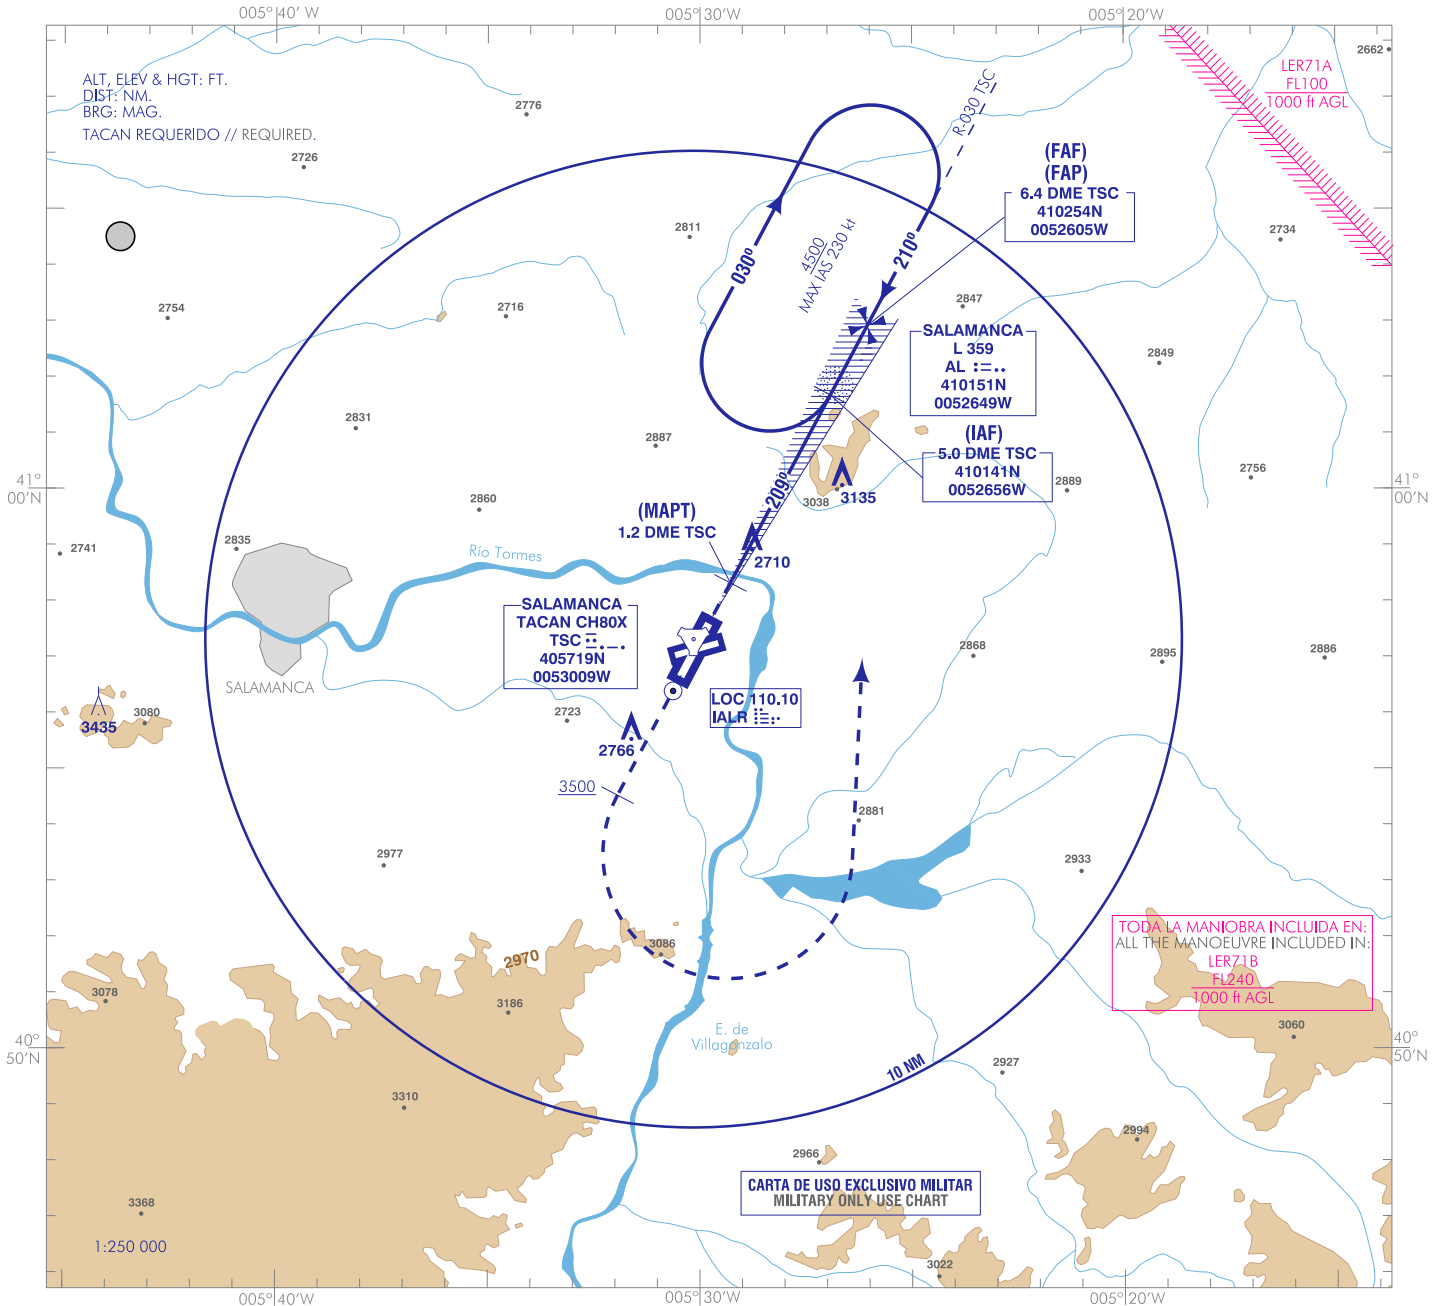 005°40' W
005°30'W
005°20'W
ALT, ELEV & HGT: FT.
DIST: NM.
BRG: MAG.
TACAN REQUERIDO // REQUIRED.
2776
2726
2662
LER71A
FL100
1000 ft AGL
R-030 TSC
(FAF)
(FAP)
6.4 DME TSC
410254N
0052605W
2811
2734
030°
4500
MAX IAS 230 kt
210°
2754
2716
2847
SALAMANCA
L 359
AL
410151N
0052649W
2849
2831
2887
(IAF)
5.0 DME TSC
410141N
0052656W
2756
41°
00'N
41°
00'N
2860
209°
3038
3135
2889
(MAPT)
1.2 DME TSC
2741
2835
Río Tormes
2710
SALAMANCA
TACAN CH80X
TSC
405719N
0053009W
2868
2895
2886
SALAMANCA
LOC 110.10
IALR
3435
3080
2723
2766
3500
2881
2977
2933
TODA LA MANIOBRA INCLUIDA EN:
ALL THE MANOEUVRE INCLUDED IN:
LER71B
FL240
1000 ft AGL
3086
2970
3078
3186
E. de
Villagonzalo
3060
40°
50'N
40°
50'N
10 NM
2927
3310
2994
2966
CARTA DE USO EXCLUSIVO MILITAR
MILITARY ONLY USE CHART
3368
1:250 000
3022
005°40'W
005°30'W
005°20'W